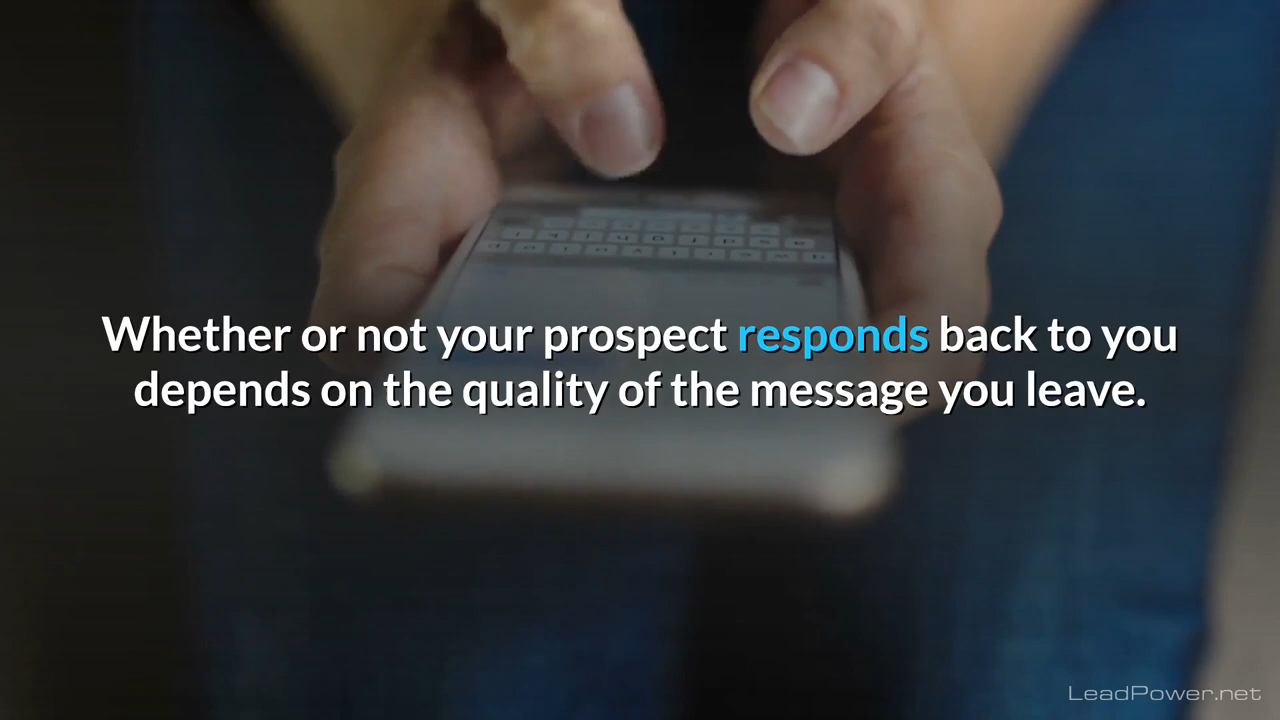 Whether or not your prospect responds back to you
depends on the quality of the message you leave.
LeadPower.net